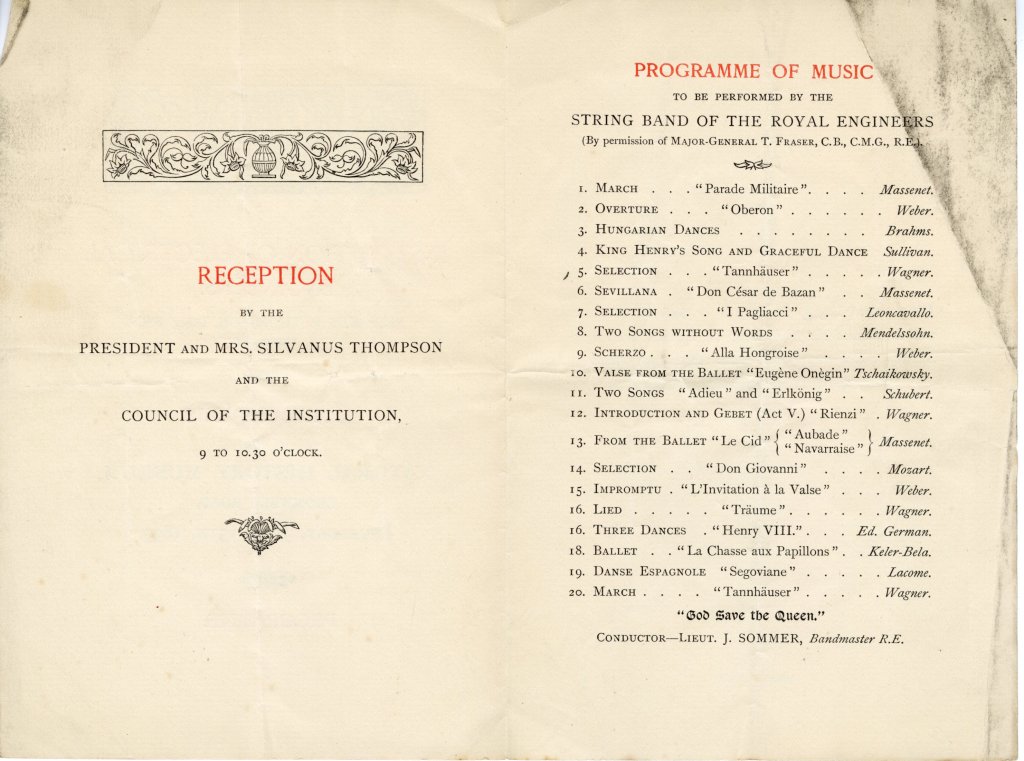 RECEPTION
BY THE
PRESIDENT AND MRS. SILVANUS THOMPSON
AND THE
COUNCIL OF THE INSTITUTION,
9 TO 10.30 O'CLOCK.
PROGRAMME OF MUSIC
TO BE PERFORMED BY THE
STRING BAND OF THE ROYAL ENGINEERS
(By permission of MAJOR-GENERAL T. FRASER, C.B., C.M.G., R.E.).
1. MARCH . . . "Parade Militaire". . . . Massenet.
2. OVERTURE . . . "Oberon" . . . . . . Weber.
3. HUNGARIAN DANCES . . . . . . . . Brahms.
4. KING HENRY'S SONG AND GRACEFUL DANCE Sullivan.
5. SELECTION . . . "Tannhäuser" . . . . . Wagner.
6. SEVILLANA . "Don César de Bazan" . . Massenet.
7. SELECTION . . . "I Pagliacci" . . . Leoncavallo.
8. TWO SONGS WITHOUT WORDS . . . . Mendelssohn.
9. SCHERZO . . . "Alla Hongroise" . . . . Weber.
10. VALSE FROM THE BALLET "Eugène Onègin" Tschaikowsky.
11. TWO SONGS "Adieu" and "Erlkönig" . . Schubert.
12. INTRODUCTION AND GEBET (Act V.) "Rienzi" . Wagner.
13. FROM THE BALLET "Le Cid" { "Aubade" "Navarraise" } Massenet.
14. SELECTION . . "Don Giovanni" . . . . Mozart.
15. IMPROMPTU . "L'Invitation à la Valse" . . . Weber.
16. LIED . . . . . "Träume" . . . . . . Wagner.
16. THREE DANCES . "Henry VIII." . . . Ed. German.
18. BALLET . . "La Chasse aux Papillons" . . Keler-Bela.
19. DANSE ESPAGNOLE "Segoviane" . . . . . Lacome.
20. MARCH . . . . "Tannhäuser" . . . . . Wagner.
"God Save the Queen."
CONDUCTOR—LIEUT. J. SOMMER, Bandmaster R.E.